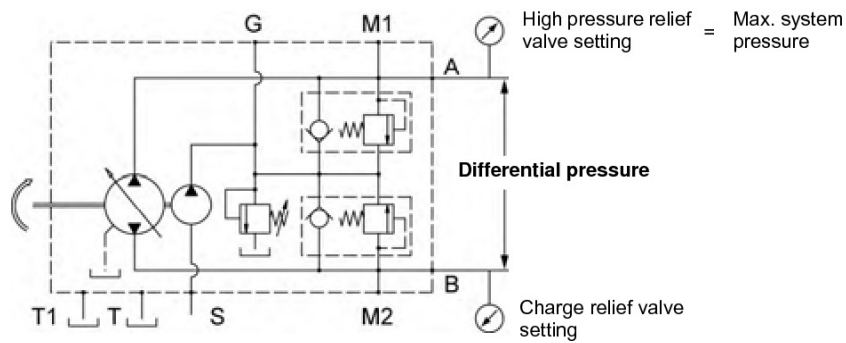 G M1 High pressure relief valve setting = Max. system pressure
A
Differential pressure
B
T1 T S M2 Charge relief valve setting